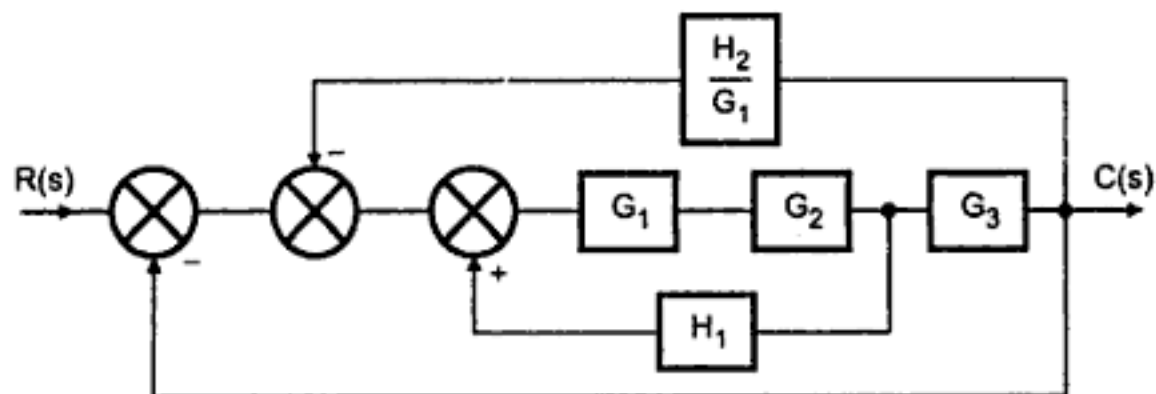 H₂
G₁
R(s)
−
C(s)
G₁
G₂
G₃
−
+
H₁